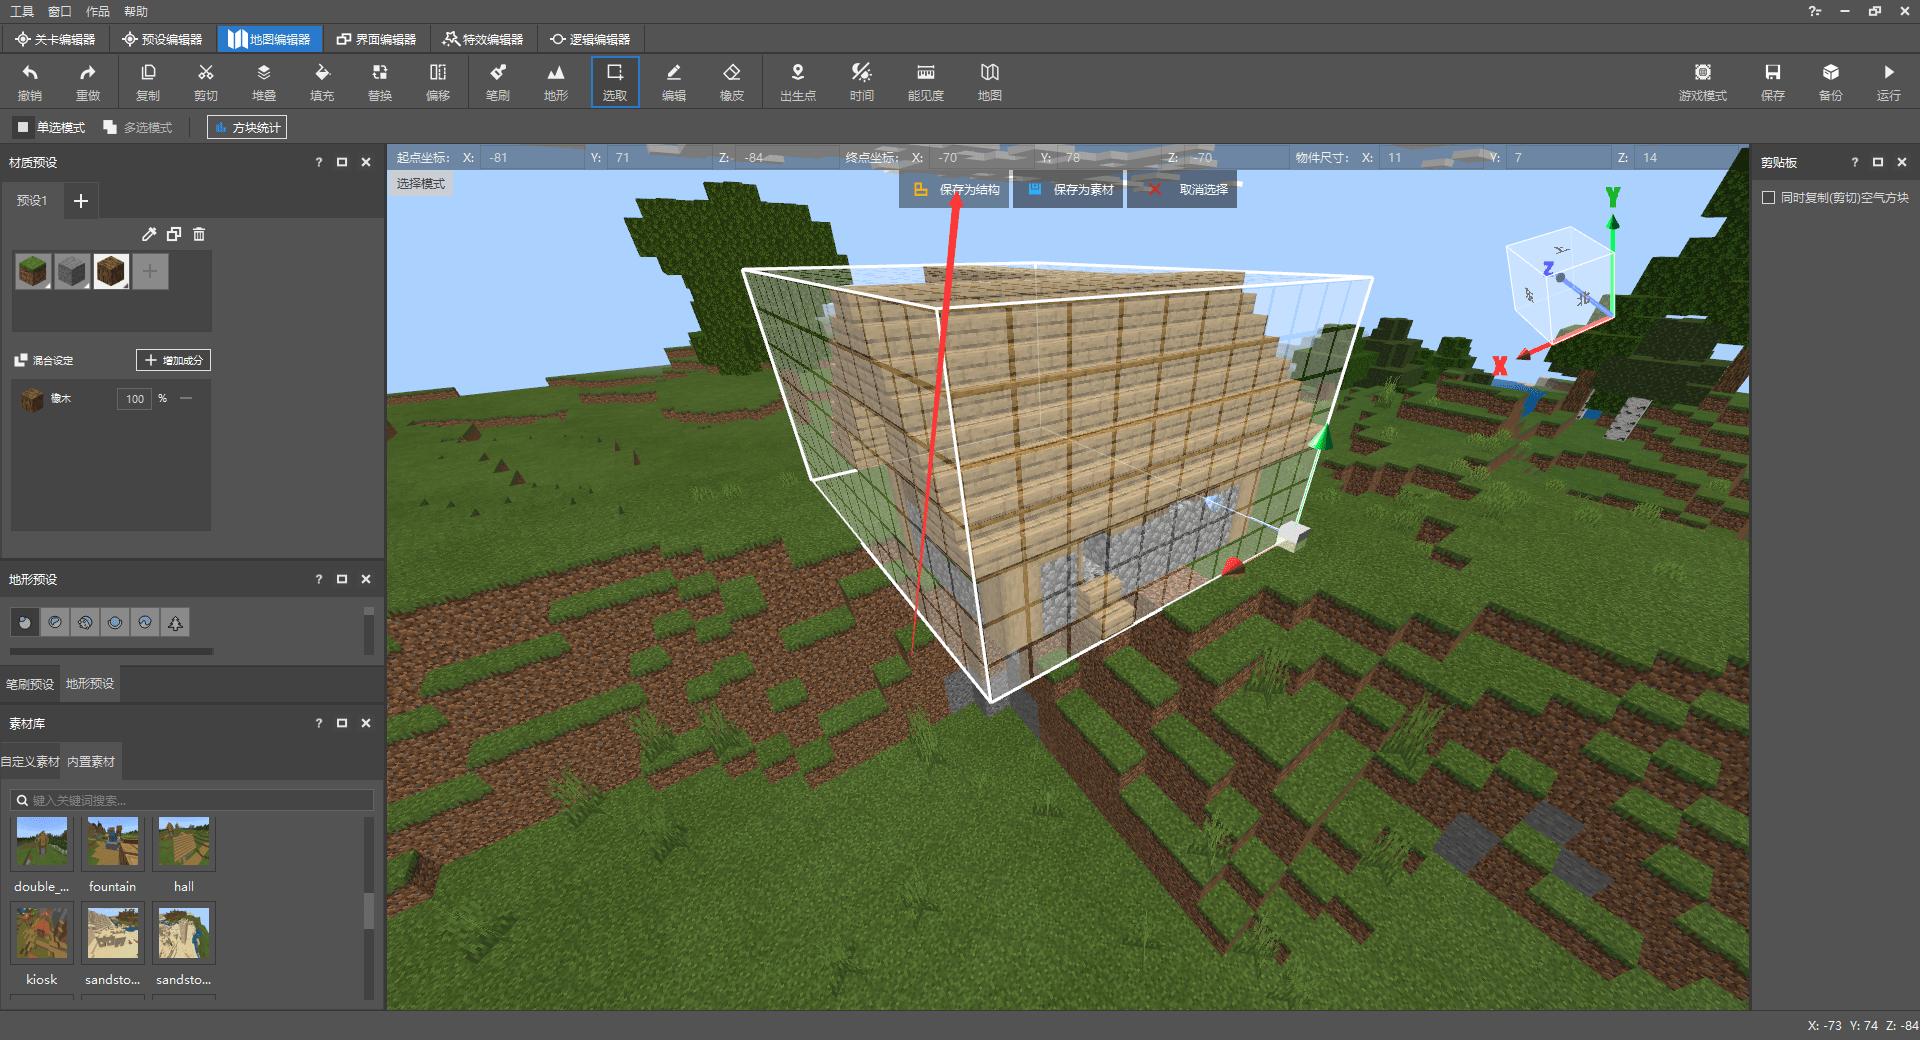 工具 窗口 作品 帮助
关卡编辑器 预设编辑器 地图编辑器 界面编辑器 特效编辑器 逻辑编辑器
撤销 重做 复制 剪切 堆叠 填充 替换 偏移 笔刷 地形 选取 编辑 橡皮 出生点 时间 能见度 地图 游戏模式 保存 备份 运行
单选模式 多选模式 方块统计
材质预设 ?
起点坐标: X: -81 Y: 71 Z: -84 终点坐标: X: -70 Y: 78 Z: -70 物件尺寸: X: 11 Y: 7 Z: 14
剪贴板 ?
选择模式
保存为结构 保存为素材 取消选择
同时复制(剪切)空气方块
预设1
Y
Z
X
北
混合设定 增加成分
橡木 100 %
地形预设 ?
笔刷预设 地形预设
素材库 ?
自定义素材 内置素材
键入关键词搜索...
double_... fountain hall
kiosk sandsto... sandsto...
X: -73 Y: 74 Z: -84